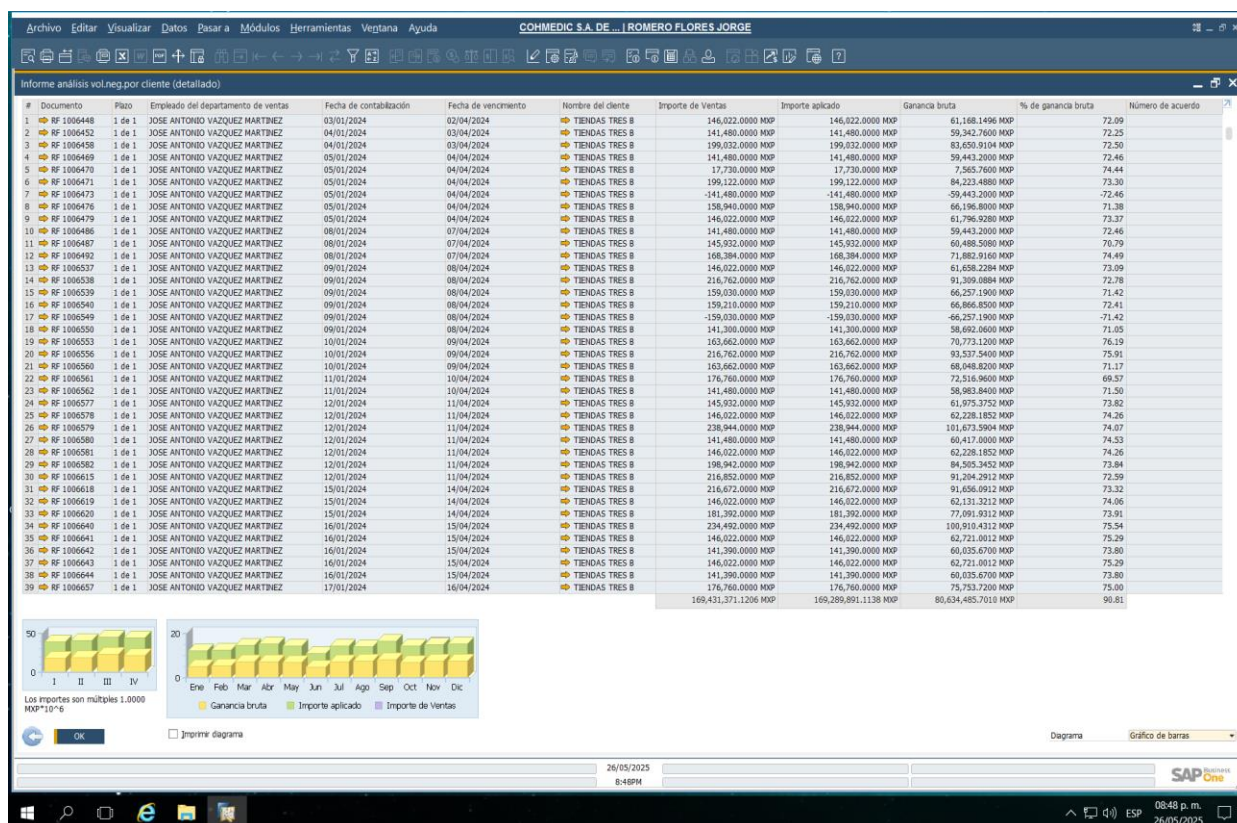 Archivo Editar Visualizar Datos Pasar a Módulos Herramientas Ventana Ayuda COHMEDIC S.A. DE ... | ROMERO FLORES JORGE
Informe análisis vol.neg.por cliente (detallado)
# Documento Plazo Empleado del departamento de ventas Fecha de contabilización Fecha de vencimiento Nombre del cliente Importe de Ventas Importe aplicado Ganancia bruta % de ganancia bruta Número de acuerdo
1 RF 1006448 1 de 1 JOSE ANTONIO VAZQUEZ MARTINEZ 03/01/2024 02/04/2024 TIENDAS TRES B 146,022.0000 MXP 146,022.0000 MXP 61,168.1496 MXP 72.09
2 RF 1006452 1 de 1 JOSE ANTONIO VAZQUEZ MARTINEZ 04/01/2024 03/04/2024 TIENDAS TRES B 141,480.0000 MXP 141,480.0000 MXP 59,342.7600 MXP 72.25
3 RF 1006458 1 de 1 JOSE ANTONIO VAZQUEZ MARTINEZ 04/01/2024 03/04/2024 TIENDAS TRES B 199,032.0000 MXP 199,032.0000 MXP 83,650.9104 MXP 72.50
4 RF 1006469 1 de 1 JOSE ANTONIO VAZQUEZ MARTINEZ 05/01/2024 04/04/2024 TIENDAS TRES B 141,480.0000 MXP 141,480.0000 MXP 59,443.2000 MXP 72.46
5 RF 1006470 1 de 1 JOSE ANTONIO VAZQUEZ MARTINEZ 05/01/2024 04/04/2024 TIENDAS TRES B 17,730.0000 MXP 17,730.0000 MXP 7,565.7600 MXP 74.44
6 RF 1006471 1 de 1 JOSE ANTONIO VAZQUEZ MARTINEZ 05/01/2024 04/04/2024 TIENDAS TRES B 199,122.0000 MXP 199,122.0000 MXP 84,223.4880 MXP 73.30
7 RF 1006473 1 de 1 JOSE ANTONIO VAZQUEZ MARTINEZ 05/01/2024 04/04/2024 TIENDAS TRES B -141,480.0000 MXP -141,480.0000 MXP -59,443.2000 MXP -72.46
8 RF 1006476 1 de 1 JOSE ANTONIO VAZQUEZ MARTINEZ 05/01/2024 04/04/2024 TIENDAS TRES B 158,940.0000 MXP 158,940.0000 MXP 66,196.8000 MXP 71.38
9 RF 1006479 1 de 1 JOSE ANTONIO VAZQUEZ MARTINEZ 05/01/2024 04/04/2024 TIENDAS TRES B 146,022.0000 MXP 146,022.0000 MXP 61,796.9280 MXP 73.37
10 RF 1006486 1 de 1 JOSE ANTONIO VAZQUEZ MARTINEZ 08/01/2024 07/04/2024 TIENDAS TRES B 141,480.0000 MXP 141,480.0000 MXP 59,443.2000 MXP 72.46
11 RF 1006487 1 de 1 JOSE ANTONIO VAZQUEZ MARTINEZ 08/01/2024 07/04/2024 TIENDAS TRES B 145,932.0000 MXP 145,932.0000 MXP 60,488.5080 MXP 70.79
12 RF 1006492 1 de 1 JOSE ANTONIO VAZQUEZ MARTINEZ 08/01/2024 07/04/2024 TIENDAS TRES B 168,384.0000 MXP 168,384.0000 MXP 71,882.9160 MXP 74.49
13 RF 1006537 1 de 1 JOSE ANTONIO VAZQUEZ MARTINEZ 09/01/2024 08/04/2024 TIENDAS TRES B 146,022.0000 MXP 146,022.0000 MXP 61,658.2284 MXP 73.09
14 RF 1006538 1 de 1 JOSE ANTONIO VAZQUEZ MARTINEZ 09/01/2024 08/04/2024 TIENDAS TRES B 216,762.0000 MXP 216,762.0000 MXP 91,309.0884 MXP 72.78
15 RF 1006539 1 de 1 JOSE ANTONIO VAZQUEZ MARTINEZ 09/01/2024 08/04/2024 TIENDAS TRES B 159,030.0000 MXP 159,030.0000 MXP 66,257.1900 MXP 71.42
16 RF 1006540 1 de 1 JOSE ANTONIO VAZQUEZ MARTINEZ 09/01/2024 08/04/2024 TIENDAS TRES B 159,210.0000 MXP 159,210.0000 MXP 66,866.8500 MXP 72.41
17 RF 1006549 1 de 1 JOSE ANTONIO VAZQUEZ MARTINEZ 09/01/2024 08/04/2024 TIENDAS TRES B -159,030.0000 MXP -159,030.0000 MXP -66,257.1900 MXP -71.42
18 RF 1006550 1 de 1 JOSE ANTONIO VAZQUEZ MARTINEZ 09/01/2024 08/04/2024 TIENDAS TRES B 141,300.0000 MXP 141,300.0000 MXP 58,692.0600 MXP 71.05
19 RF 1006553 1 de 1 JOSE ANTONIO VAZQUEZ MARTINEZ 10/01/2024 09/04/2024 TIENDAS TRES B 163,662.0000 MXP 163,662.0000 MXP 70,773.1200 MXP 76.19
20 RF 1006556 1 de 1 JOSE ANTONIO VAZQUEZ MARTINEZ 10/01/2024 09/04/2024 TIENDAS TRES B 216,762.0000 MXP 216,762.0000 MXP 93,537.5400 MXP 75.91
21 RF 1006560 1 de 1 JOSE ANTONIO VAZQUEZ MARTINEZ 10/01/2024 09/04/2024 TIENDAS TRES B 163,662.0000 MXP 163,662.0000 MXP 68,048.8200 MXP 71.17
22 RF 1006561 1 de 1 JOSE ANTONIO VAZQUEZ MARTINEZ 11/01/2024 10/04/2024 TIENDAS TRES B 176,760.0000 MXP 176,760.0000 MXP 72,516.9600 MXP 69.57
23 RF 1006562 1 de 1 JOSE ANTONIO VAZQUEZ MARTINEZ 11/01/2024 10/04/2024 TIENDAS TRES B 141,480.0000 MXP 141,480.0000 MXP 58,983.8400 MXP 71.50
24 RF 1006577 1 de 1 JOSE ANTONIO VAZQUEZ MARTINEZ 12/01/2024 11/04/2024 TIENDAS TRES B 145,932.0000 MXP 145,932.0000 MXP 61,975.3752 MXP 73.82
25 RF 1006578 1 de 1 JOSE ANTONIO VAZQUEZ MARTINEZ 12/01/2024 11/04/2024 TIENDAS TRES B 146,022.0000 MXP 146,022.0000 MXP 62,228.1852 MXP 74.26
26 RF 1006579 1 de 1 JOSE ANTONIO VAZQUEZ MARTINEZ 12/01/2024 11/04/2024 TIENDAS TRES B 238,944.0000 MXP 238,944.0000 MXP 101,673.5904 MXP 74.07
27 RF 1006580 1 de 1 JOSE ANTONIO VAZQUEZ MARTINEZ 12/01/2024 11/04/2024 TIENDAS TRES B 141,480.0000 MXP 141,480.0000 MXP 60,417.0000 MXP 74.53
28 RF 1006581 1 de 1 JOSE ANTONIO VAZQUEZ MARTINEZ 12/01/2024 11/04/2024 TIENDAS TRES B 146,022.0000 MXP 146,022.0000 MXP 62,228.1852 MXP 74.26
29 RF 1006582 1 de 1 JOSE ANTONIO VAZQUEZ MARTINEZ 12/01/2024 11/04/2024 TIENDAS TRES B 198,942.0000 MXP 198,942.0000 MXP 84,505.3452 MXP 73.84
30 RF 1006615 1 de 1 JOSE ANTONIO VAZQUEZ MARTINEZ 12/01/2024 11/04/2024 TIENDAS TRES B 216,852.0000 MXP 216,852.0000 MXP 91,204.2912 MXP 72.59
31 RF 1006618 1 de 1 JOSE ANTONIO VAZQUEZ MARTINEZ 15/01/2024 14/04/2024 TIENDAS TRES B 216,672.0000 MXP 216,672.0000 MXP 91,656.0912 MXP 73.32
32 RF 1006619 1 de 1 JOSE ANTONIO VAZQUEZ MARTINEZ 15/01/2024 14/04/2024 TIENDAS TRES B 146,022.0000 MXP 146,022.0000 MXP 62,131.3212 MXP 74.06
33 RF 1006620 1 de 1 JOSE ANTONIO VAZQUEZ MARTINEZ 15/01/2024 14/04/2024 TIENDAS TRES B 181,392.0000 MXP 181,392.0000 MXP 77,091.9312 MXP 73.91
34 RF 1006640 1 de 1 JOSE ANTONIO VAZQUEZ MARTINEZ 16/01/2024 15/04/2024 TIENDAS TRES B 234,492.0000 MXP 234,492.0000 MXP 100,910.4312 MXP 75.54
35 RF 1006641 1 de 1 JOSE ANTONIO VAZQUEZ MARTINEZ 16/01/2024 15/04/2024 TIENDAS TRES B 146,022.0000 MXP 146,022.0000 MXP 62,721.0012 MXP 75.29
36 RF 1006642 1 de 1 JOSE ANTONIO VAZQUEZ MARTINEZ 16/01/2024 15/04/2024 TIENDAS TRES B 141,390.0000 MXP 141,390.0000 MXP 60,035.6700 MXP 73.80
37 RF 1006643 1 de 1 JOSE ANTONIO VAZQUEZ MARTINEZ 16/01/2024 15/04/2024 TIENDAS TRES B 146,022.0000 MXP 146,022.0000 MXP 62,721.0012 MXP 75.29
38 RF 1006644 1 de 1 JOSE ANTONIO VAZQUEZ MARTINEZ 16/01/2024 15/04/2024 TIENDAS TRES B 141,390.0000 MXP 141,390.0000 MXP 60,035.6700 MXP 73.80
39 RF 1006657 1 de 1 JOSE ANTONIO VAZQUEZ MARTINEZ 17/01/2024 16/04/2024 TIENDAS TRES B 176,760.0000 MXP 176,760.0000 MXP 75,753.7200 MXP 75.00
169,431,371.1206 MXP 169,289,891.1138 MXP 80,634,485.7010 MXP 90.81
50
0
I II III IV
Los importes son múltiples 1.0000
MXP*10^6
20
0
Ene Feb Mar Abr May Jun Jul Ago Sep Oct Nov Dic
Ganancia bruta Importe aplicado Importe de Ventas
OK Imprimir diagrama Diagrama Gráfico de barras
26/05/2025
8:48PM
SAP Business One
ESP 08:48 p. m.
26/05/2025